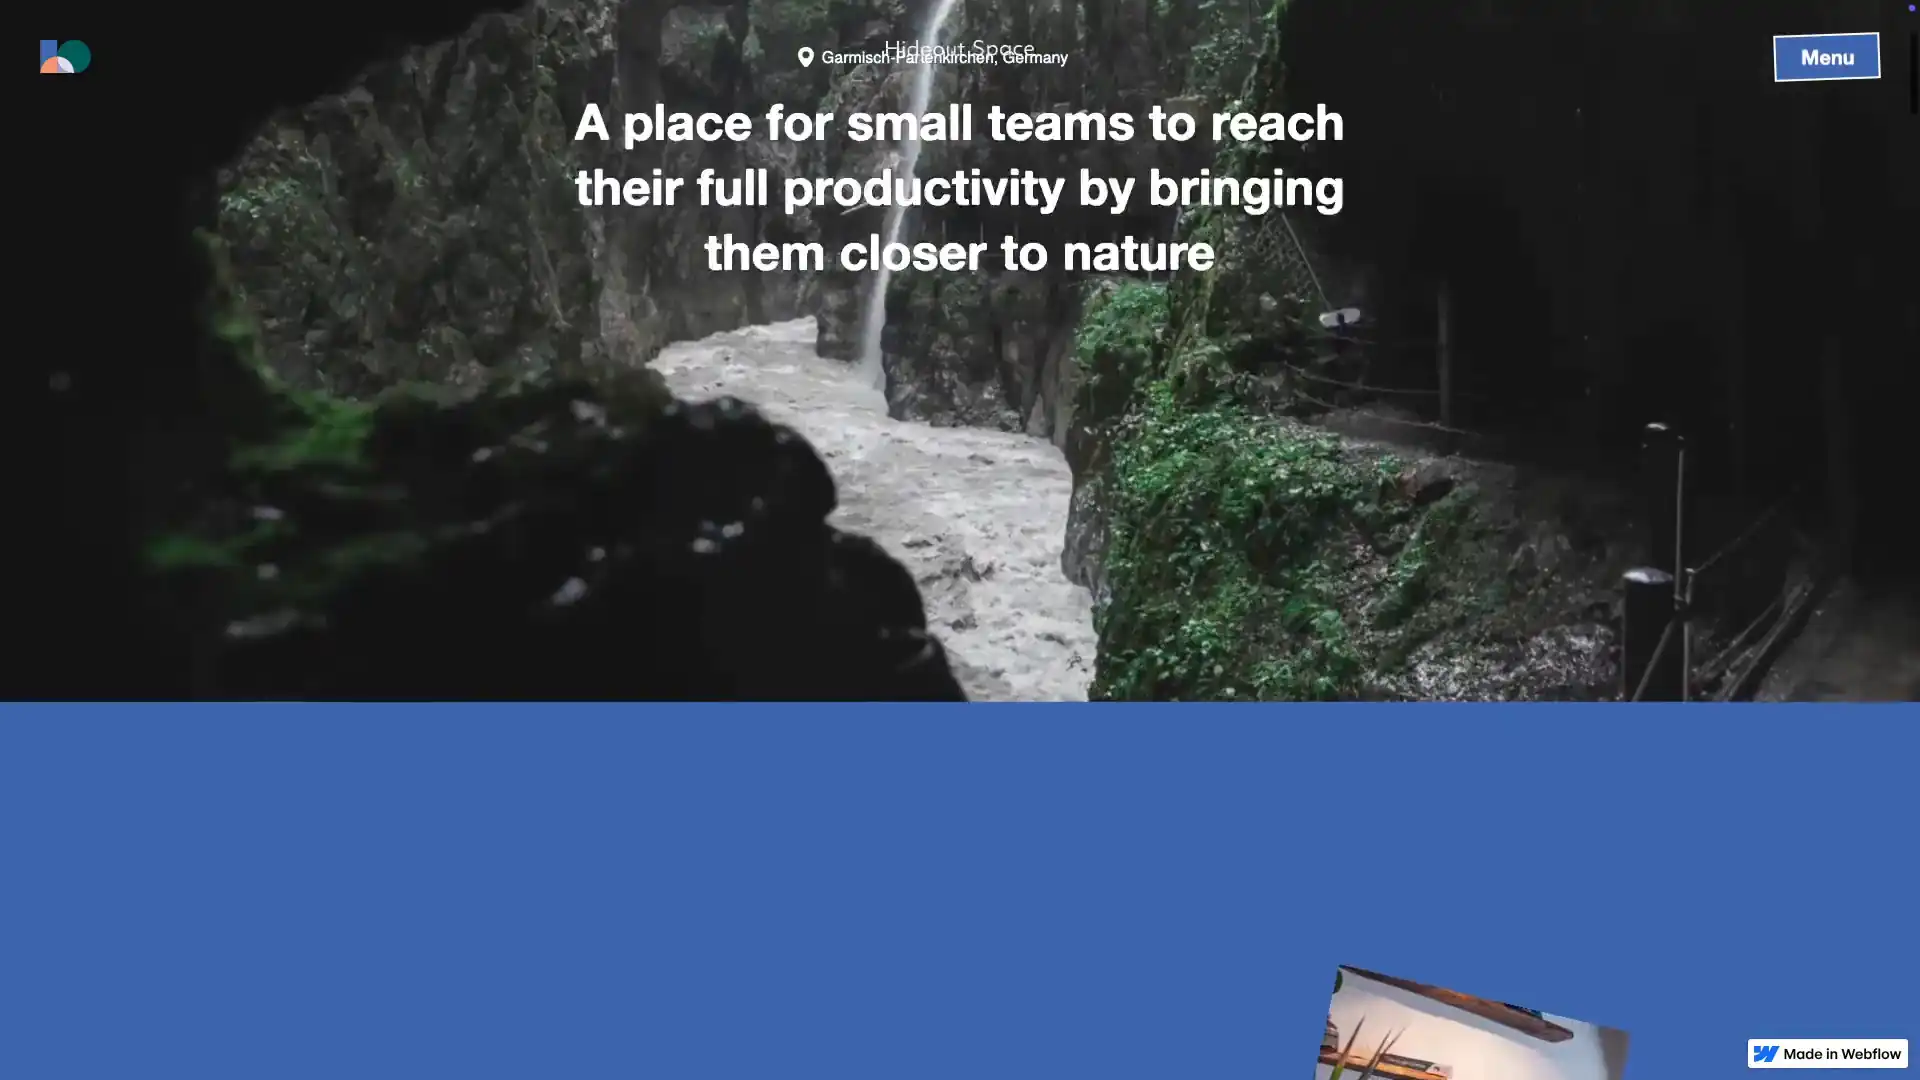 Hideout Space
Garmisch-Partenkirchen, Germany
Menu
A place for small teams to reach
their full productivity by bringing
them closer to nature
Made in Webflow